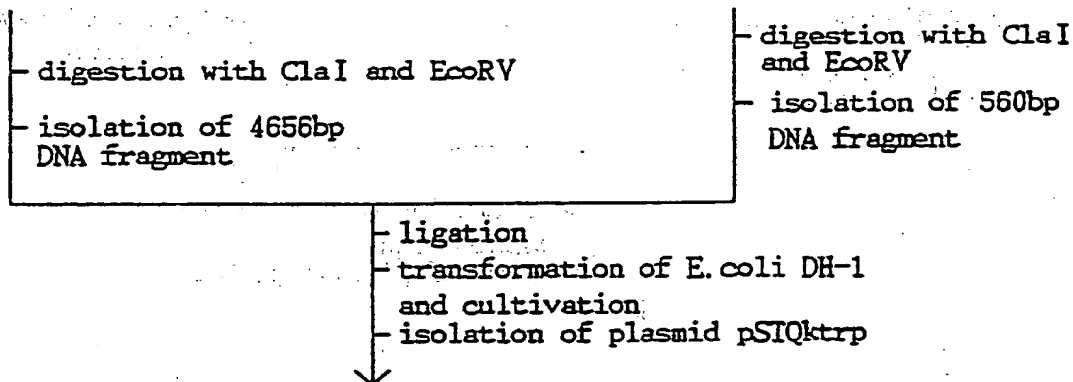 digestion with ClaI and EcoRV
isolation of 4656bp
DNA fragment
digestion with ClaI
and EcoRV
isolation of 560bp
DNA fragment
ligation
transformation of E.coli DH-1
and cultivation
isolation of plasmid pSTQktrp